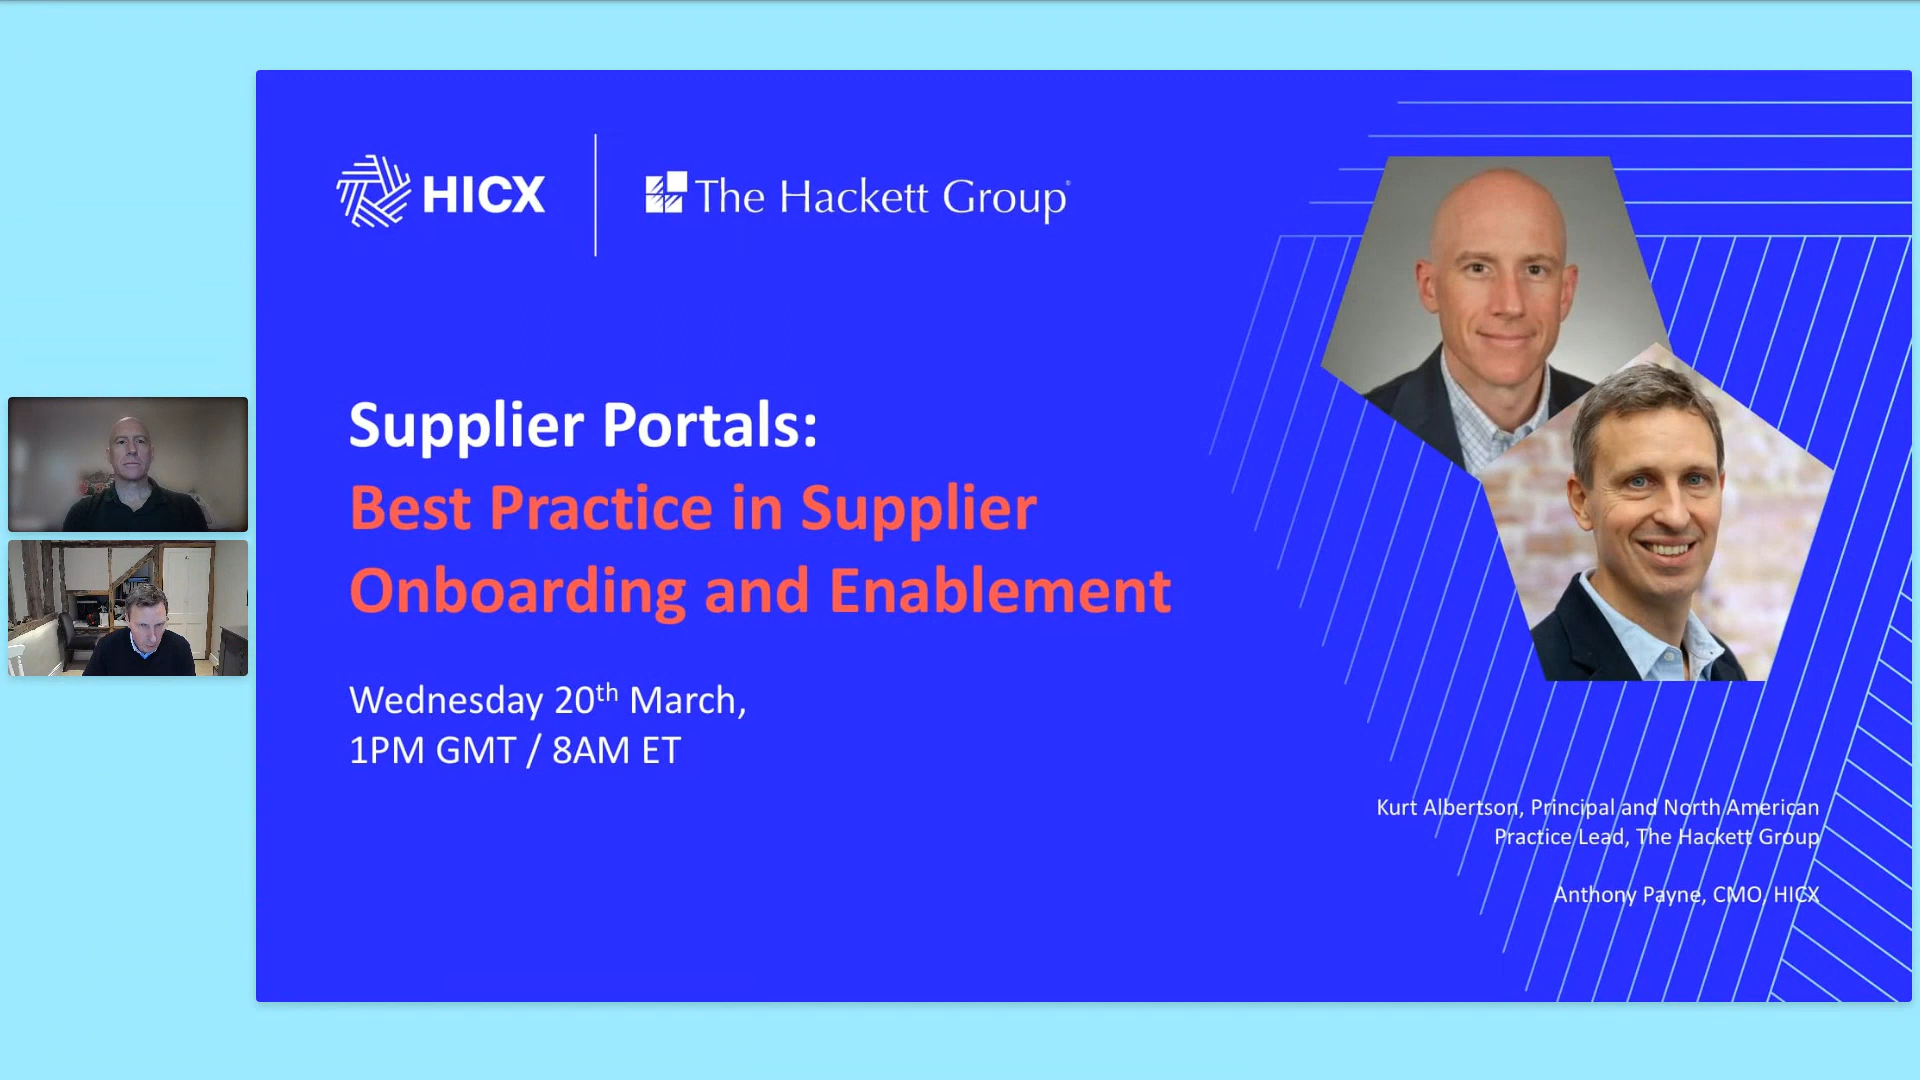 HICX
The Hackett Group®
Supplier Portals:
Best Practice in Supplier
Onboarding and Enablement
Wednesday 20th March,
1PM GMT / 8AM ET
Kurt Albertson, Principal and North American
Practice Lead, The Hackett Group
Anthony Payne, CMO, HICX